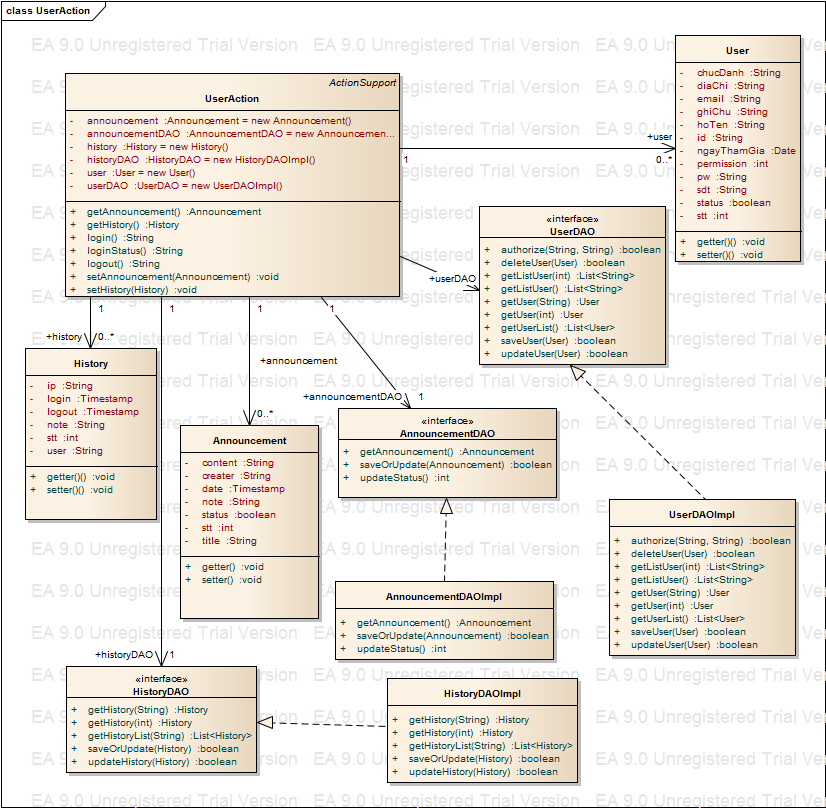 class UserAction
EA 9.0 Unregistered Trial Version
ActionSupport
UserAction
- announcement :Announcement = new Announcement()
- announcementDAO :AnnouncementDAO = new Announcemen...
- history :History = new History()
- historyDAO :HistoryDAO = new HistoryDAOImpl()
- user :User = new User()
- userDAO :UserDAO = new UserDAOImpl()
+ getAnnouncement() :Announcement
+ getHistory() :History
+ login() :String
+ loginStatus() :String
+ logout() :String
+ setAnnouncement(Announcement) :void
+ setHistory(History) :void
User
- chucDanh :String
- diaChi :String
- email :String
- ghiChu :String
- hoTen :String
- id :String
- ngayThamGia :Date
- permission :int
- pw :String
- sdt :String
- status :boolean
- stt :int
+ getter()() :void
+ setter()() :void
+user
1
0..*
«interface»
UserDAO
+ authorize(String, String) :boolean
+ deleteUser(User) :boolean
+ getListUser(int) :List<String>
+ getListUser() :List<String>
+ getUser(String) :User
+ getUser(int) :User
+ getUserList() :List<User>
+ saveUser(User) :boolean
+ updateUser(User) :boolean
+userDAO
1
1
1
1
+history
0..*
History
- ip :String
- login :Timestamp
- logout :Timestamp
- note :String
- stt :int
- user :String
+ getter()() :void
+ setter()() :void
+announcement
0..*
Announcement
- content :String
- creater :String
- date :Timestamp
- note :String
- status :boolean
- stt :int
- title :String
+ getter() :void
+ setter() :void
+announcementDAO
1
«interface»
AnnouncementDAO
+ getAnnouncement() :Announcement
+ saveOrUpdate(Announcement) :boolean
+ updateStatus() :int
UserDAOImpl
+ authorize(String, String) :boolean
+ deleteUser(User) :boolean
+ getListUser(int) :List<String>
+ getListUser() :List<String>
+ getUser(String) :User
+ getUser(int) :User
+ getUserList() :List<User>
+ saveUser(User) :boolean
+ updateUser(User) :boolean
AnnouncementDAOImpl
+ getAnnouncement() :Announcement
+ saveOrUpdate(Announcement) :boolean
+ updateStatus() :int
+historyDAO
1
«interface»
HistoryDAO
+ getHistory(String) :History
+ getHistory(int) :History
+ getHistoryList(String) :List<History>
+ saveOrUpdate(History) :boolean
+ updateHistory(History) :boolean
HistoryDAOImpl
+ getHistory(String) :History
+ getHistory(int) :History
+ getHistoryList(String) :List<History>
+ saveOrUpdate(History) :boolean
+ updateHistory(History) :boolean